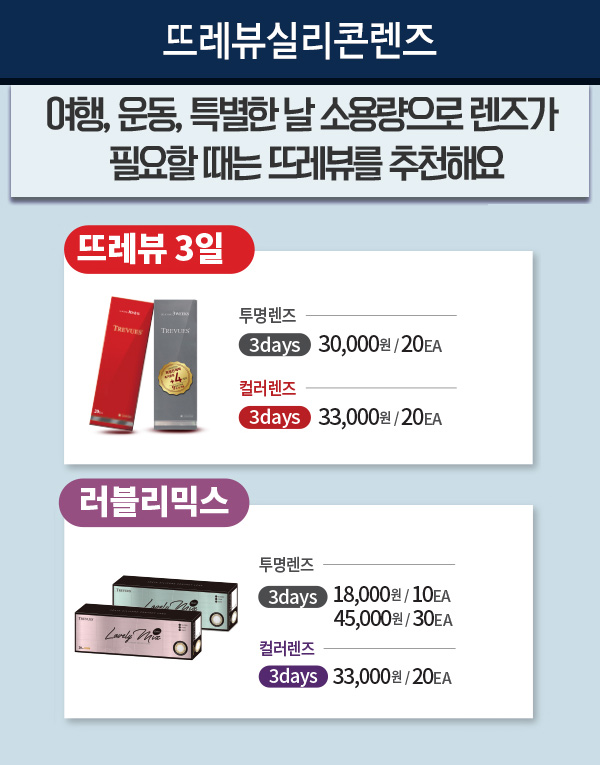 뜨레뷰실리콘렌즈
여행, 운동, 특별한 날 소용량으로 렌즈가
필요할 때는 뜨레뷰를 추천해요
뜨레뷰 3일
투명렌즈
3days 30,000원 / 20EA
컬러렌즈
3days 33,000원 / 20EA
TREVUES
TREVUES
+4
러블리믹스
투명렌즈
3days 18,000원 / 10EA
45,000원 / 30EA
컬러렌즈
3days 33,000원 / 20EA
TREVUES
Lovely Mix
TREVUES
Lovely Mix